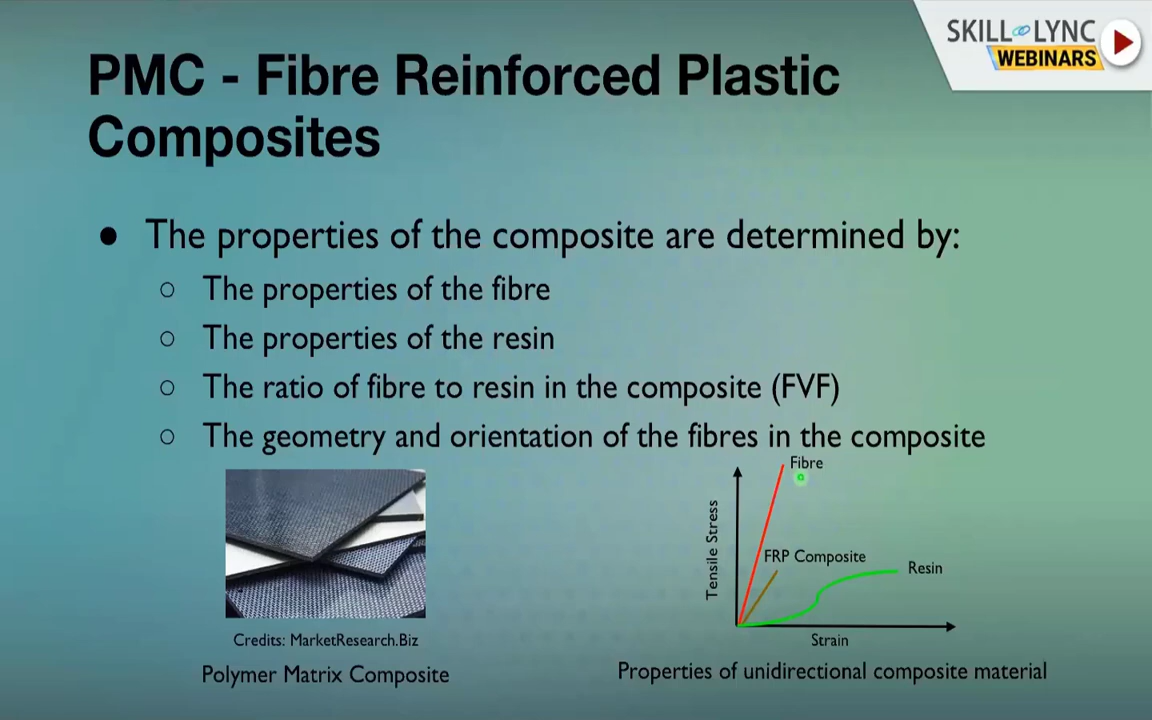 SKILL LYNC
WEBINARS
PMC - Fibre Reinforced Plastic
Composites
● The properties of the composite are determined by:
○ The properties of the fibre
○ The properties of the resin
○ The ratio of fibre to resin in the composite (FVF)
○ The geometry and orientation of the fibres in the composite
Credits: MarketResearch.Biz
Polymer Matrix Composite
Fibre
FRP Composite
Resin
Tensile Stress
Strain
Properties of unidirectional composite material